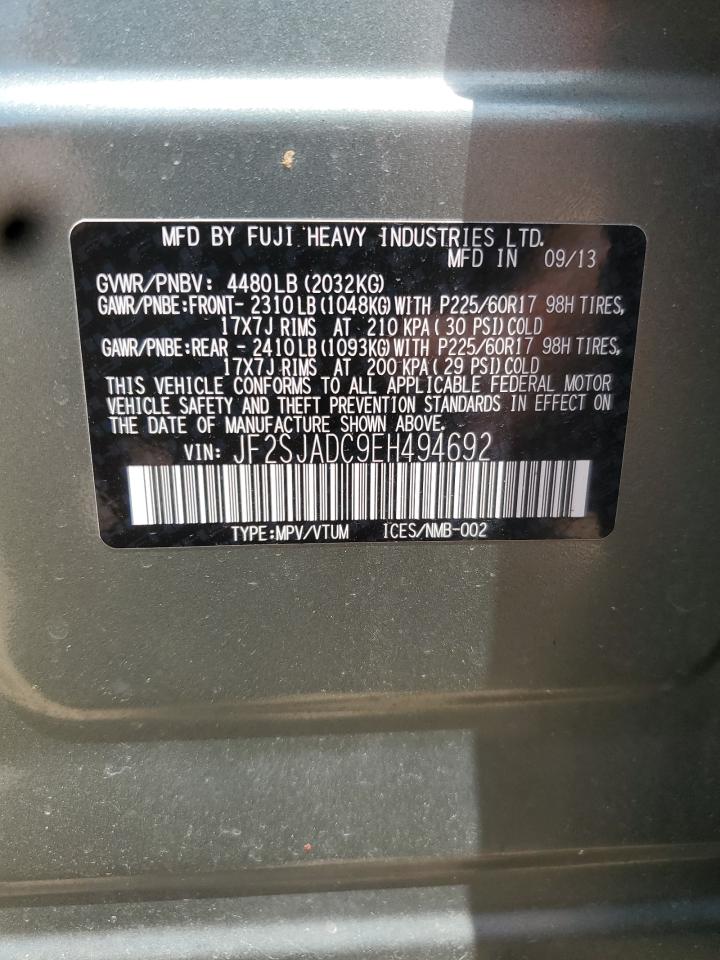 MFD BY FUJI HEAVY INDUSTRIES LTD.
MFD IN 09/13
GVWR/PNBV: 4480LB (2032KG)
GAWR/PNBE:FRONT- 2310LB (1048KG) WITH P225/60R17 98H TIRES,
17X7J RIMS AT 210 KPA ( 30 PSI) COLD
GAWR/PNBE:REAR - 2410LB (1093KG) WITH P225/60R17 98H TIRES,
17X7J RIMS AT 200 KPA ( 29 PSI) COLD
THIS VEHICLE CONFORMS TO ALL APPLICABLE FEDERAL MOTOR
VEHICLE SAFETY AND THEFT PREVENTION STANDARDS IN EFFECT ON
THE DATE OF MANUFACTURE SHOWN ABOVE.
VIN: JF2SJADC9EH494692
TYPE:MPV/VTUM ICES/NMB-002